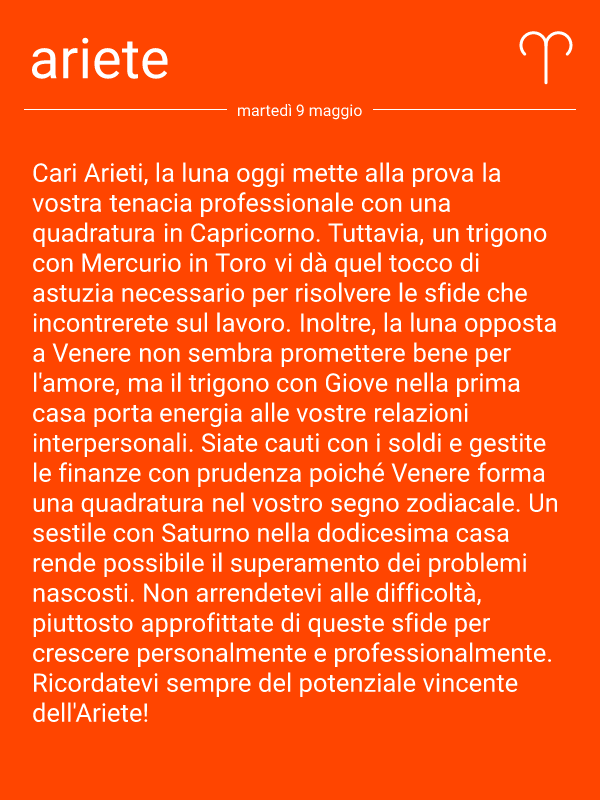 ariete
martedì 9 maggio
Cari Arieti, la luna oggi mette alla prova la
vostra tenacia professionale con una
quadratura in Capricorno. Tuttavia, un trigono
con Mercurio in Toro vi dà quel tocco di
astuzia necessario per risolvere le sfide che
incontrerete sul lavoro. Inoltre, la luna opposta
a Venere non sembra promettere bene per
l'amore, ma il trigono con Giove nella prima
casa porta energia alle vostre relazioni
interpersonali. Siate cauti con i soldi e gestite
le finanze con prudenza poiché Venere forma
una quadratura nel vostro segno zodiacale. Un
sestile con Saturno nella dodicesima casa
rende possibile il superamento dei problemi
nascosti. Non arrendetevi alle difficoltà,
piuttosto approfittate di queste sfide per
crescere personalmente e professionalmente.
Ricordatevi sempre del potenziale vincente
dell'Ariete!